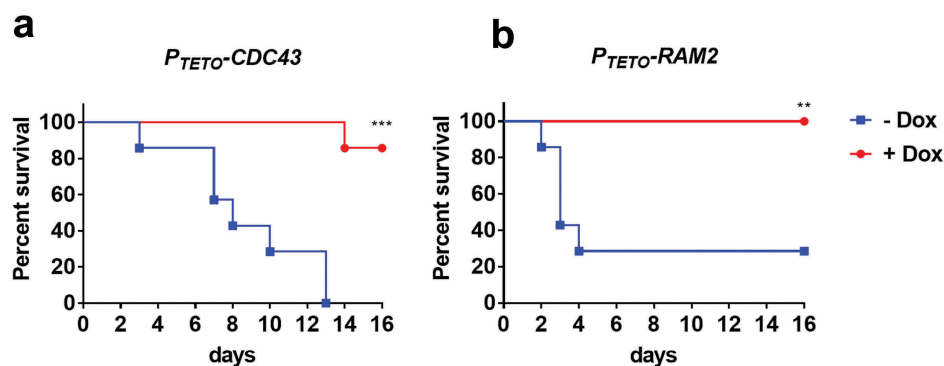 a
P_TETO-CDC43
Percent survival
100
80
60
40
20
0
0 2 4 6 8 10 12 14 16
days
***
b
P_TETO-RAM2
Percent survival
100
80
60
40
20
0
0 2 4 6 8 10 12 14 16
days
**
- Dox
+ Dox